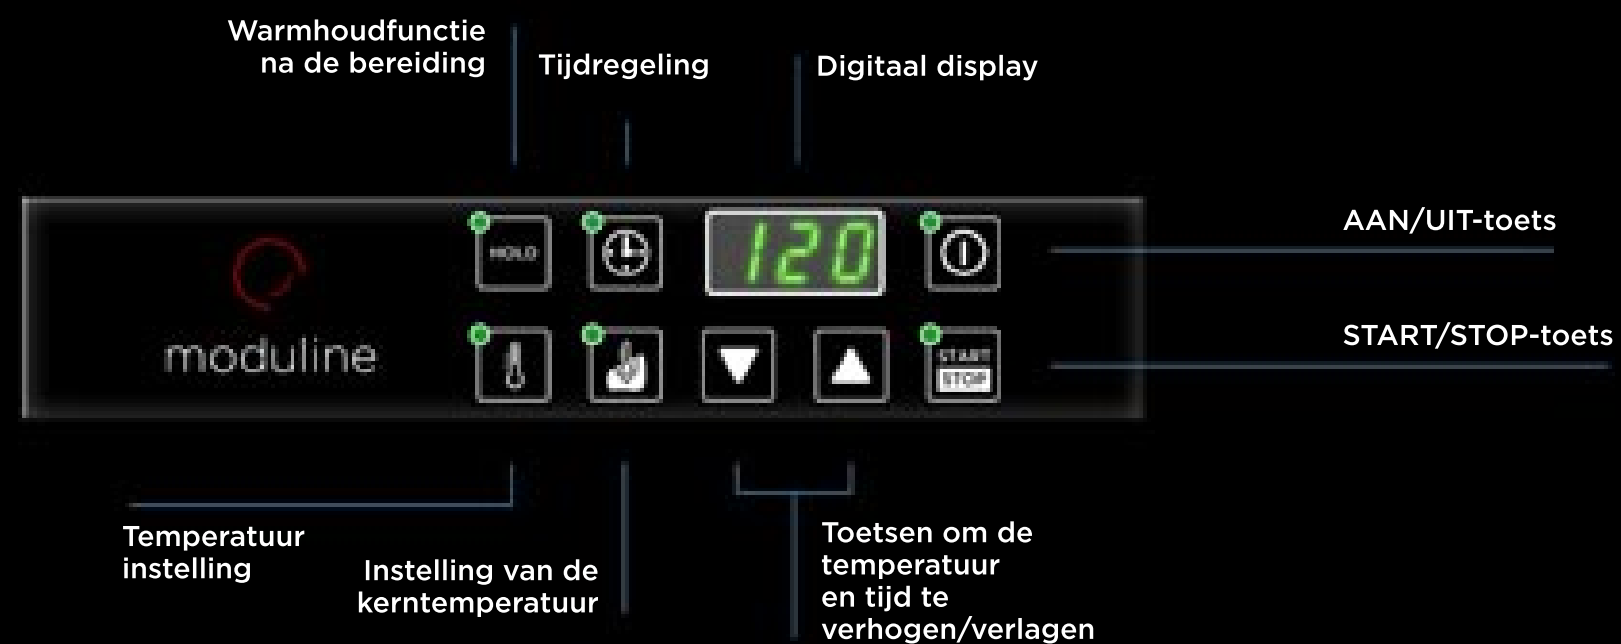 Warmhoudfunctie
na de bereiding
Tijdregeling
Digitaal display
HOLD
120
AAN/UIT-toets
START/STOP-toets
moduline
START
STOP
Temperatuur
instelling
Instelling van de
kerntemperatuur
Toetsen om de
temperatuur
en tijd te
verhogen/verlagen